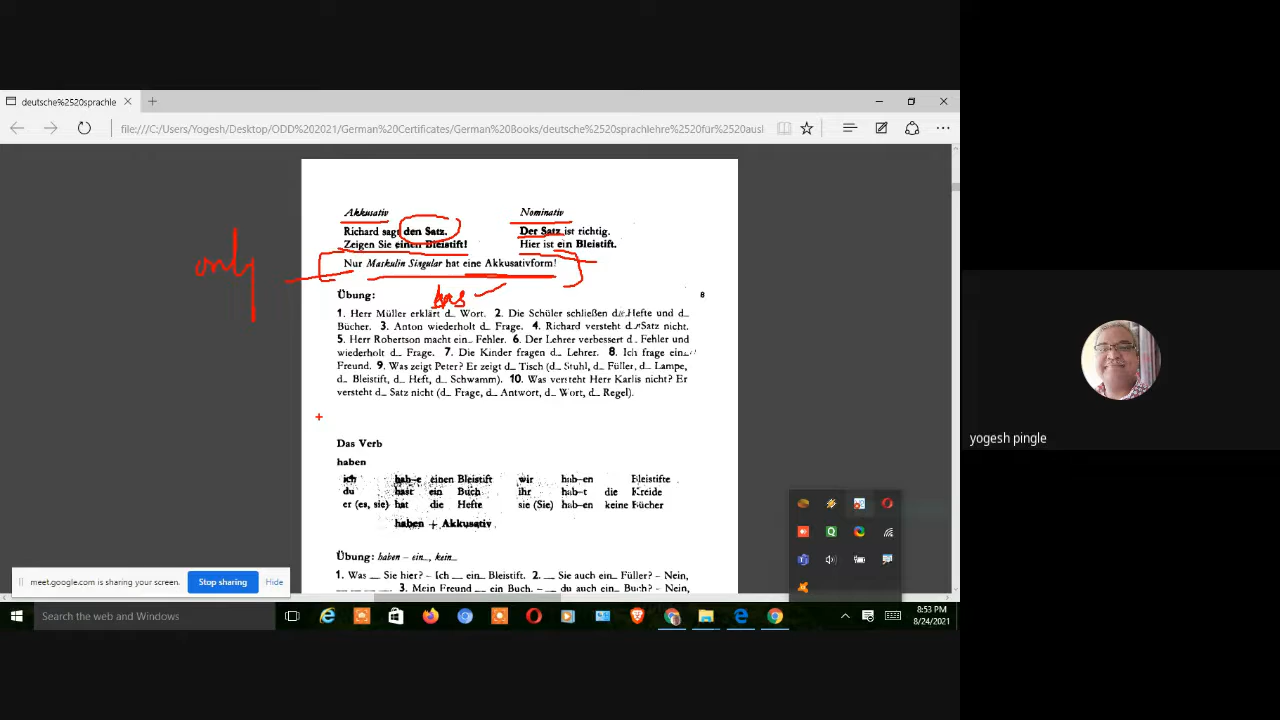 deutsche%2520sprachle
file:///C:/Users/Yogesh/Desktop/ODD%202021/German Certificates/German Books/deutsche%2520sprachlehre%2520für%2520ausl
Akkusativ Nominativ
Richard sagt den Satz. Der Satz ist richtig.
Zeigen Sie einen Bleistift! Hier ist ein Bleistift.
only
Nur Maskulin Singular hat eine Akkusativform!
has
Übung: 8
1. Herr Müller erklärt d_ Wort. 2. Die Schüler schließen die Hefte und d_
Bücher. 3. Anton wiederholt d_ Frage. 4. Richard versteht d_ Satz nicht.
5. Herr Robertson macht ein_ Fehler. 6. Der Lehrer verbessert d_ Fehler und
wiederholt d_ Frage. 7. Die Kinder fragen d_ Lehrer. 8. Ich frage ein_
Freund. 9. Was zeigt Peter? Er zeigt d_ Tisch (d_ Stuhl, d_ Füller, d_ Lampe,
d_ Bleistift, d_ Heft, d_ Schwamm). 10. Was versteht Herr Karlis nicht? Er
versteht d_ Satz nicht (d_ Frage, d_ Antwort, d_ Wort, d_ Regel).
Das Verb
haben
ich hab-e einen Bleistift wir hab-en Bleistifte
du hast ein Buch ihr hab-t die Kreide
er (es, sie) hat die Hefte sie (Sie) hab-en keine Bücher
haben + Akkusativ
Übung: haben – ein_, kein_
1. Was __ Sie hier? – Ich __ ein_ Bleistift. 2. __ Sie auch ein_ Füller? – Nein,
__ __ __. 3. Mein Freund __ ein Buch. – __ du auch ein_ Buch? – Nein,
yogesh pingle
meet.google.com is sharing your screen. Stop sharing Hide
Search the web and Windows
8:53 PM
8/24/2021